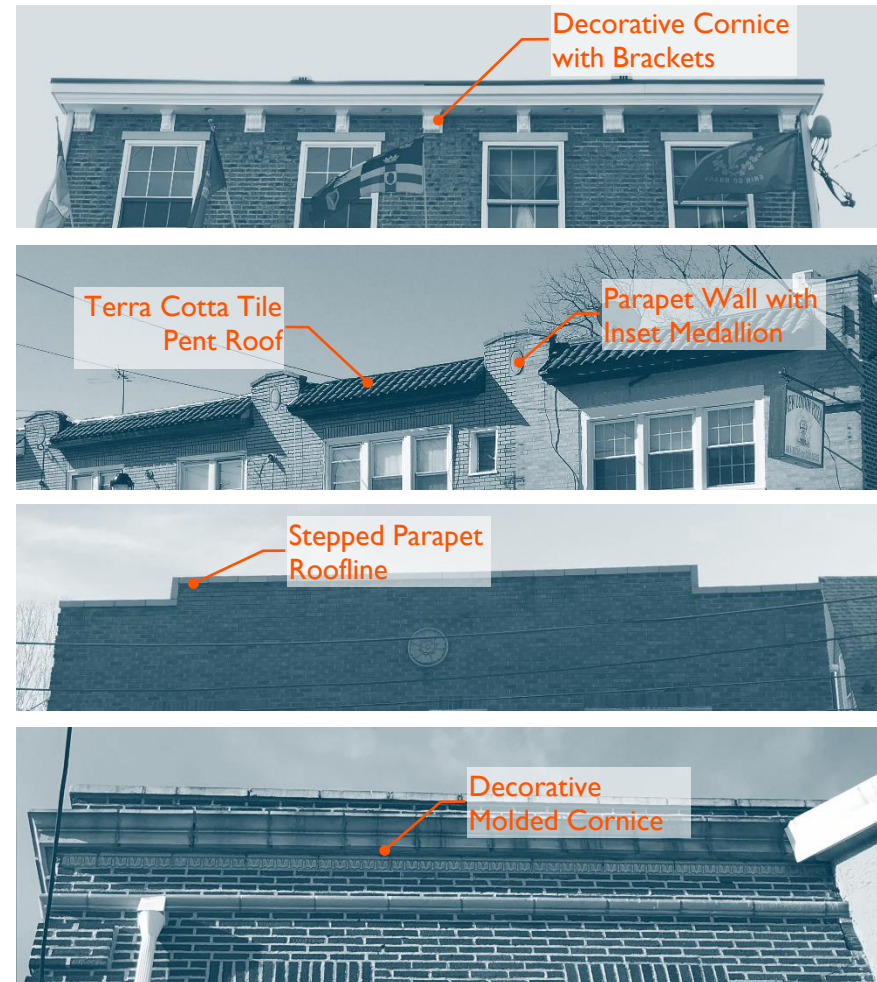 Decorative Cornice
with Brackets
Terra Cotta Tile
Pent Roof
Parapet Wall with
Inset Medallion
Stepped Parapet
Roofline
Decorative
Molded Cornice